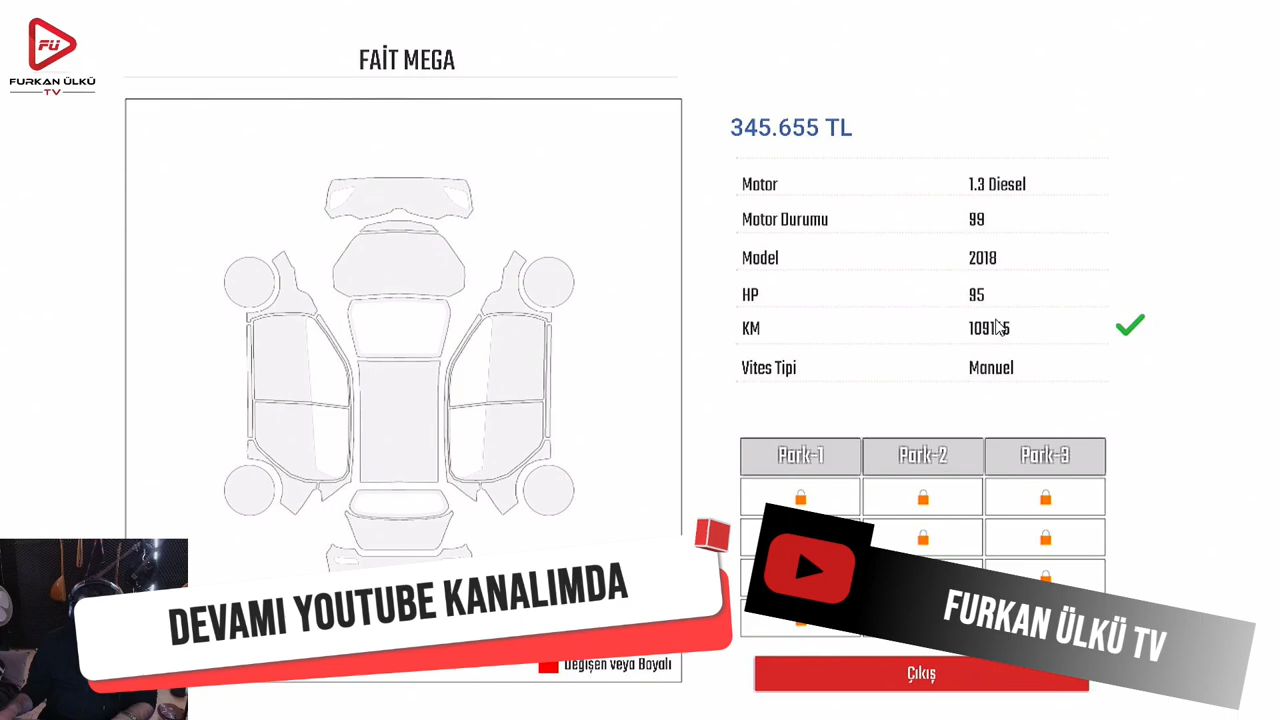 FÜ
FURKAN ÜLKÜ
TV
FAİT MEGA
345.655 TL
Motor 1.3 Diesel
Motor Durumu 99
Model 2018
HP 95
KM
Vites Tipi Manuel
Park-1 Park-2 Park-3
DEVAMI YOUTUBE KANALIMDA
FURKAN ÜLKÜ TV
Değişen veya Boyalı
Çıkış